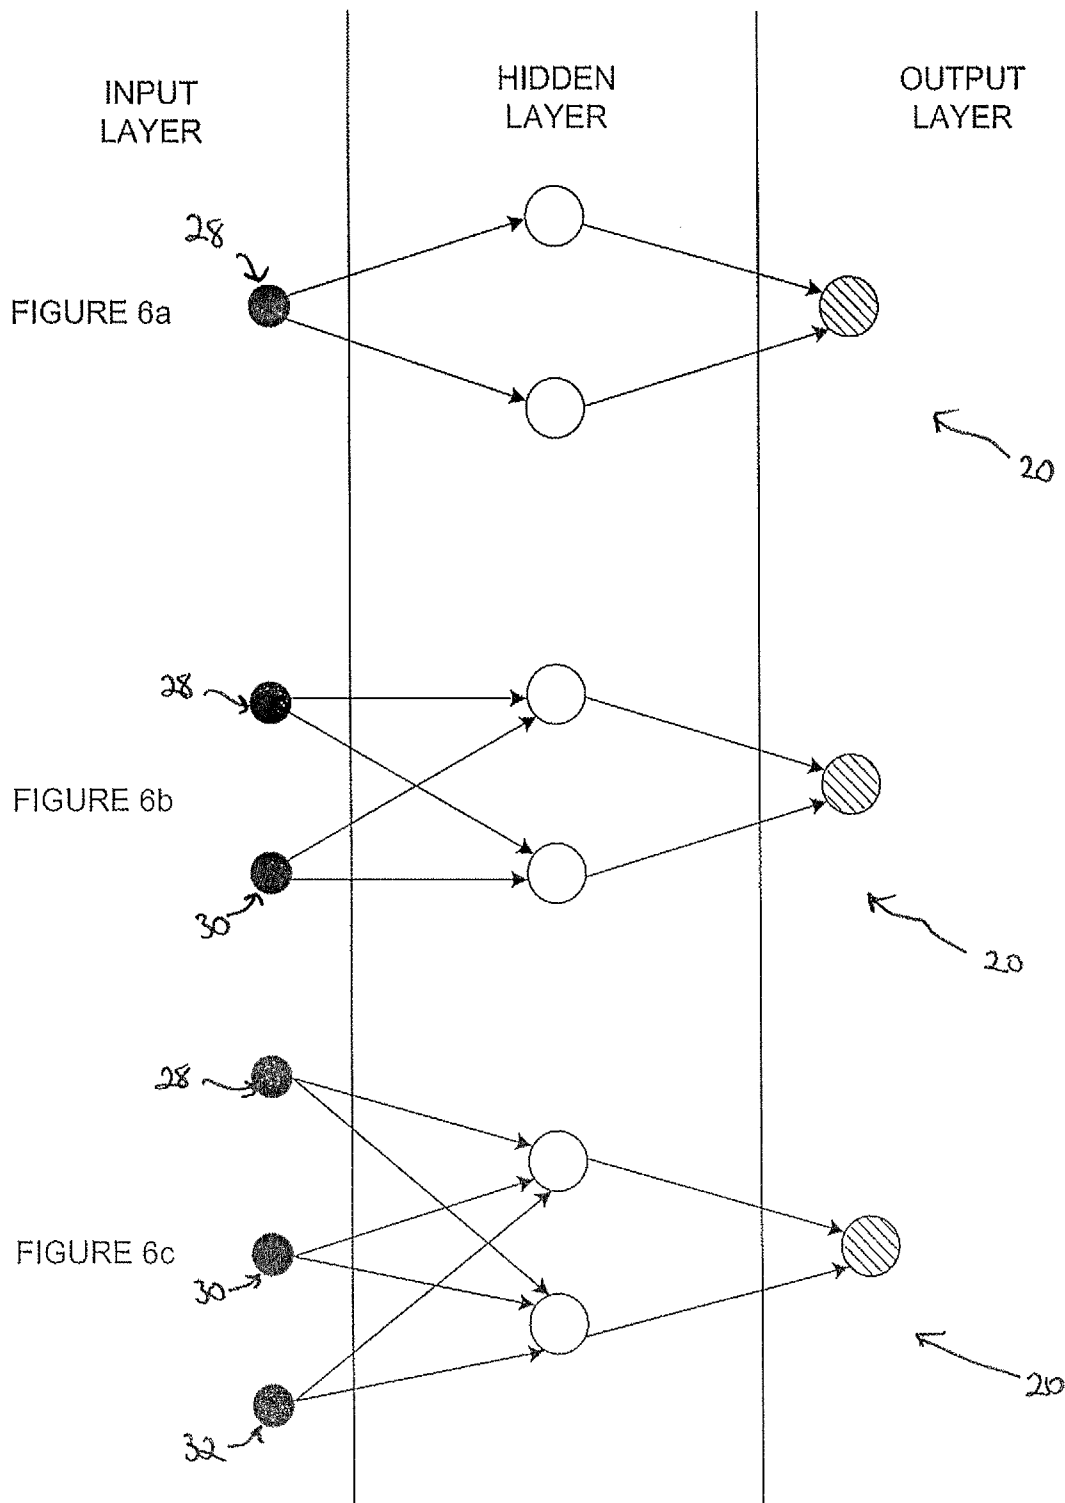 INPUT
LAYER
HIDDEN
LAYER
OUTPUT
LAYER
28
FIGURE 6a
20
28
FIGURE 6b
30
20
28
FIGURE 6c
30
32
20